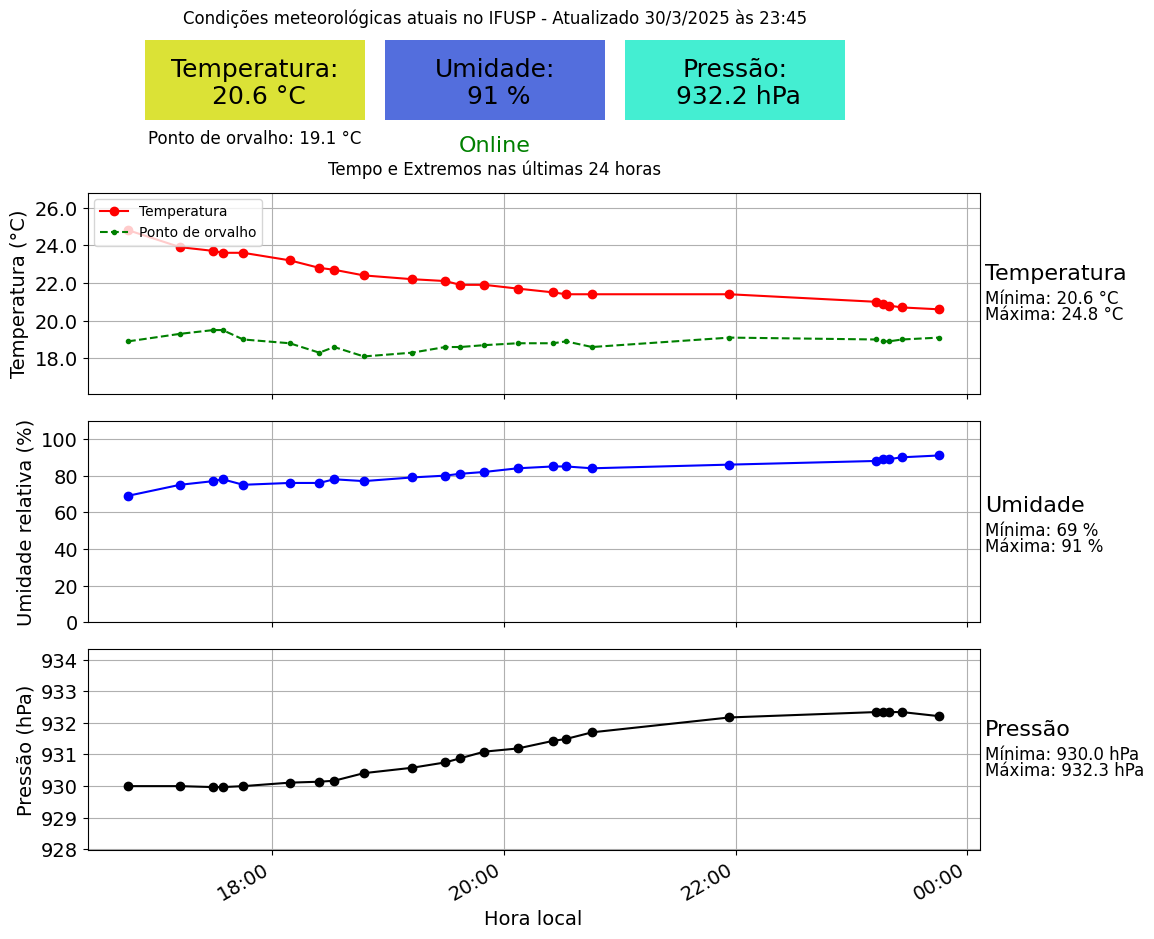 Condições meteorológicas atuais no IFUSP - Atualizado 30/3/2025 às 23:45
Temperatura:
20.6 °C
Umidade:
91 %
Pressão:
932.2 hPa
Ponto de orvalho: 19.1 °C
Online
Tempo e Extremos nas últimas 24 horas
Temperatura (°C)
26.0
24.0
22.0
20.0
18.0
Temperatura
Ponto de orvalho
Temperatura
Mínima: 20.6 °C
Máxima: 24.8 °C
Umidade relativa (%)
100
80
60
40
20
0
Umidade
Mínima: 69 %
Máxima: 91 %
Pressão (hPa)
934
933
932
931
930
929
928
Pressão
Mínima: 930.0 hPa
Máxima: 932.3 hPa
18:00
20:00
22:00
00:00
Hora local